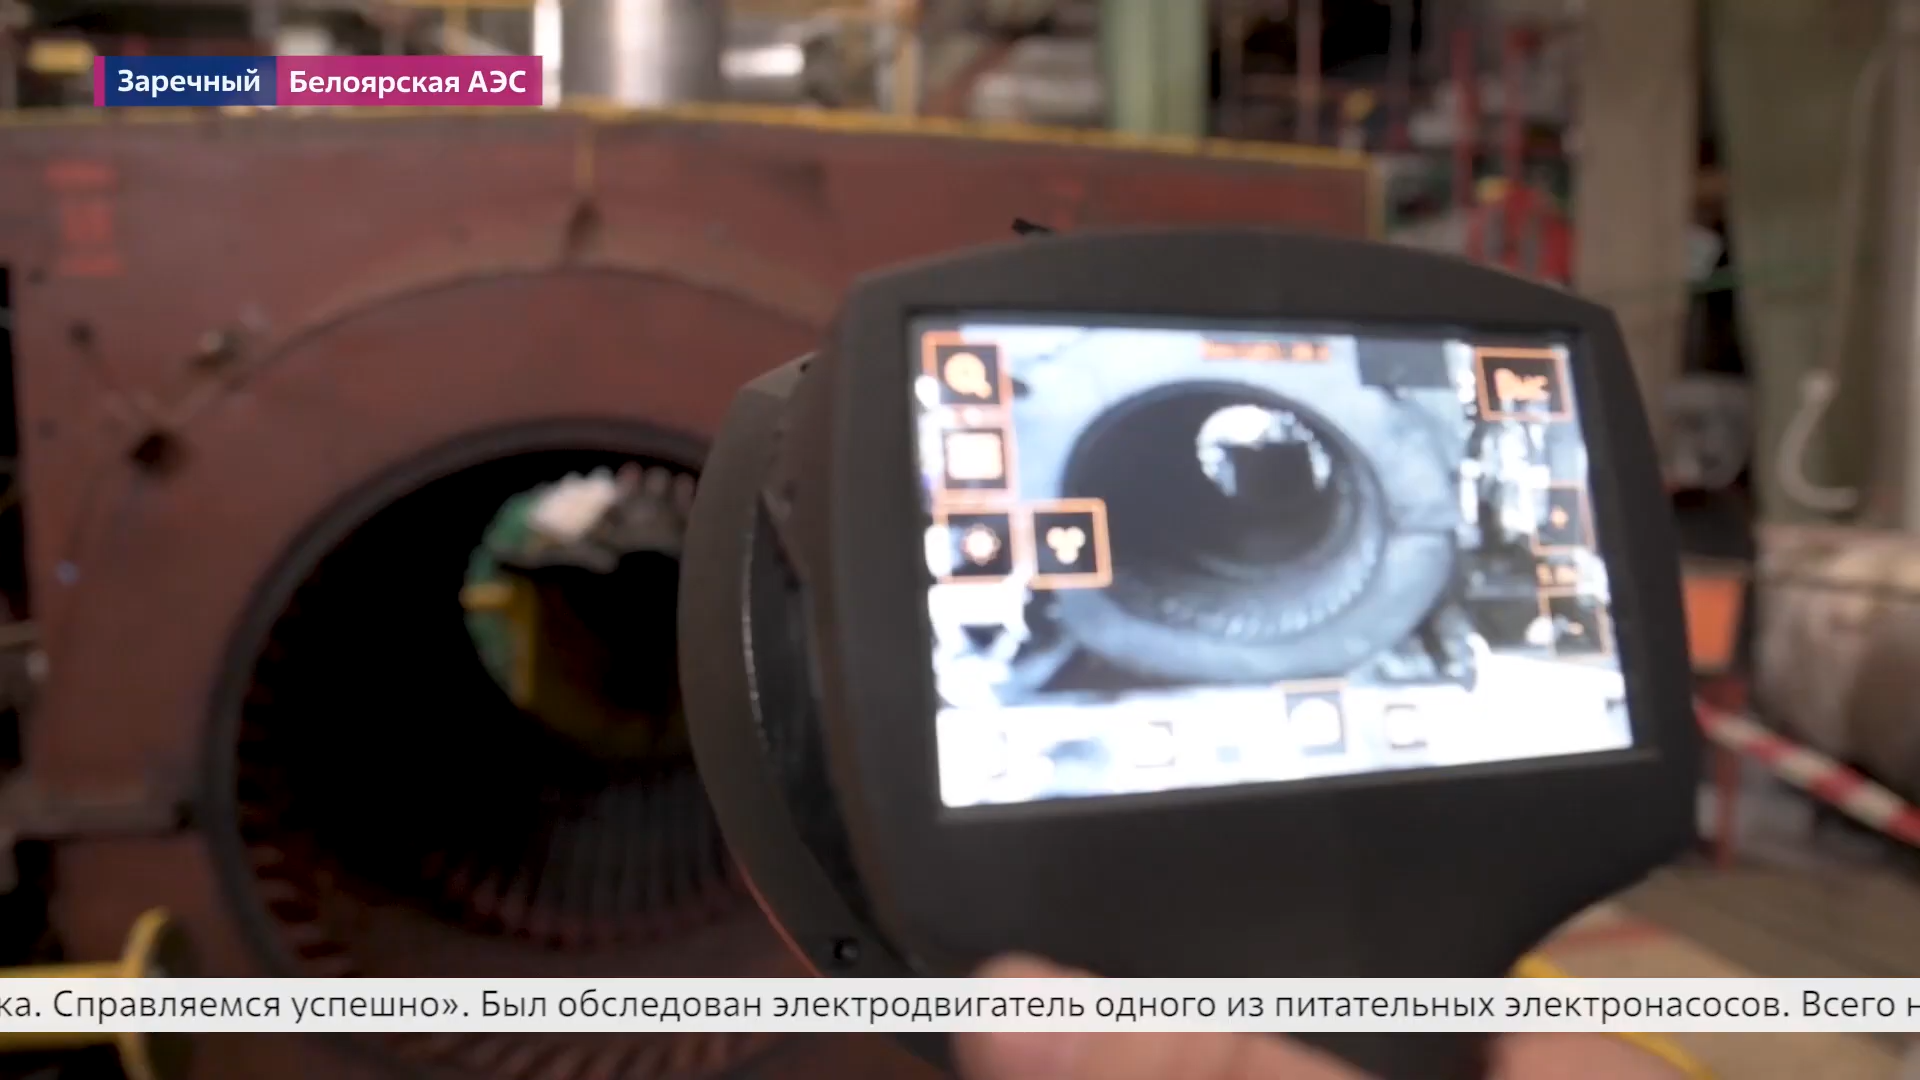 Заречный Белоярская АЭС
ка. Справляемся успешно». Был обследован электродвигатель одного из питательных электронасосов. Всего н